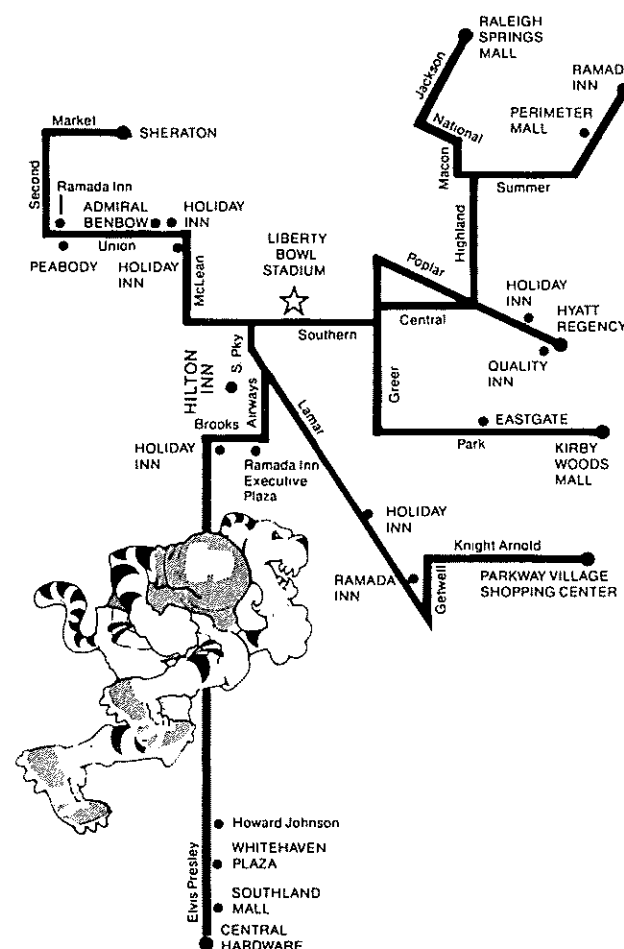 RALEIGH
SPRINGS
MALL
Jackson
RAMAD
INN
PERIMETER
MALL
National
Macon
Summer
Market
SHERATON
Second
Ramada Inn
ADMIRAL
BENBOW
HOLIDAY
INN
Union
PEABODY
HOLIDAY
INN
McLean
LIBERTY
BOWL
STADIUM
Highland
Poplar
HOLIDAY
INN
HYATT
REGENCY
Central
Southern
QUALITY
INN
S. Pky
HILTON
INN
Airways
Lamar
Greer
Brooks
EASTGATE
Park
KIRBY
WOODS
MALL
HOLIDAY
INN
Ramada Inn
Executive
Plaza
HOLIDAY
INN
Knight Arnold
RAMADA
INN
Getwell
PARKWAY VILLAGE
SHOPPING CENTER
Howard Johnson
WHITEHAVEN
PLAZA
Elvis Presley
SOUTHLAND
MALL
CENTRAL
HARDWARE